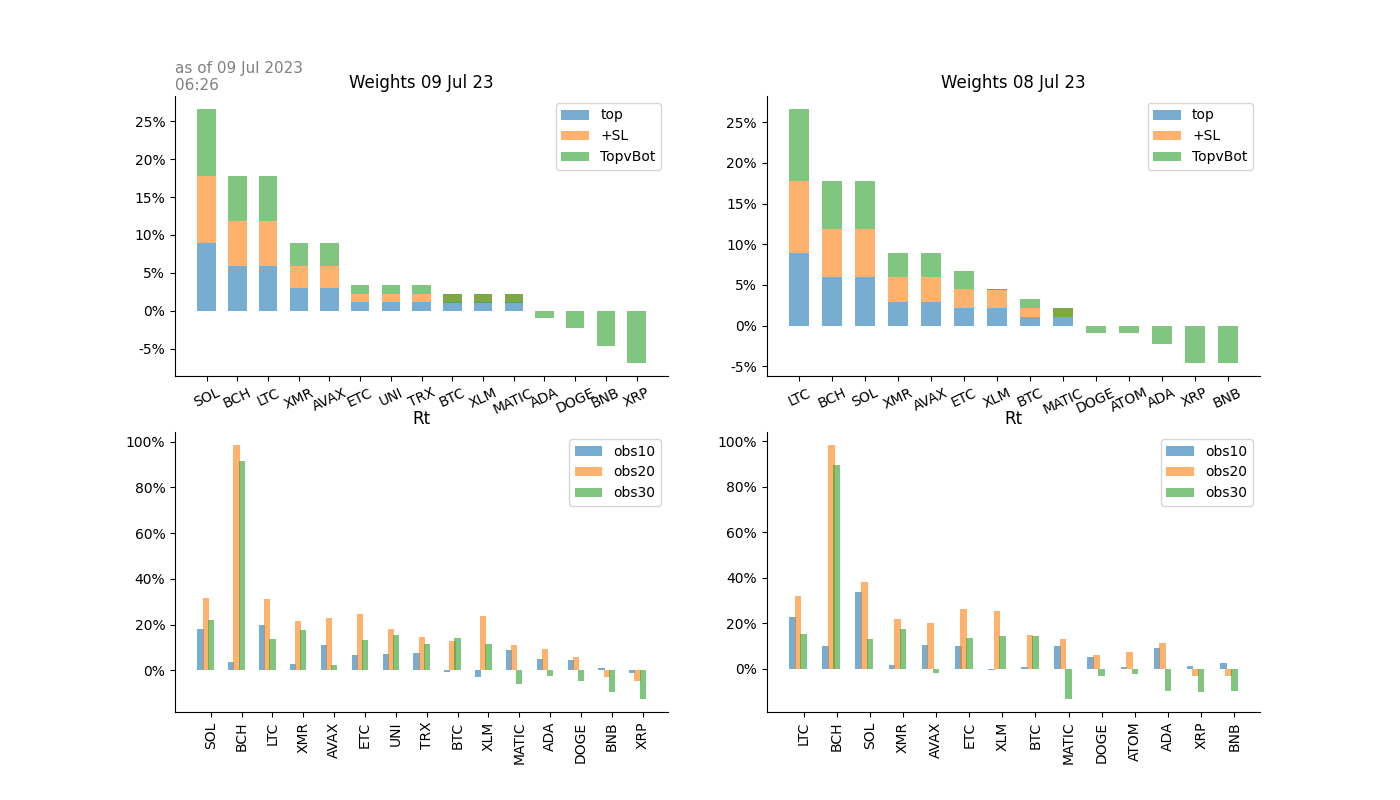 as of 09 Jul 2023
06:26
Weights 09 Jul 23
25%
20%
15%
10%
5%
0%
-5%
top
+SL
TopvBot
SOL BCH LTC XMR AVAX ETC UNI TRX BTC XLM MATIC ADA DOGE BNB XRP
Weights 08 Jul 23
25%
20%
15%
10%
5%
0%
-5%
top
+SL
TopvBot
LTC BCH SOL XMR AVAX ETC XLM BTC MATIC DOGE ATOM ADA XRP BNB
Rt
100%
80%
60%
40%
20%
0%
obs10
obs20
obs30
SOL BCH LTC XMR AVAX ETC UNI TRX BTC XLM MATIC ADA DOGE BNB XRP
Rt
100%
80%
60%
40%
20%
0%
obs10
obs20
obs30
LTC BCH SOL XMR AVAX ETC XLM BTC MATIC DOGE ATOM ADA XRP BNB